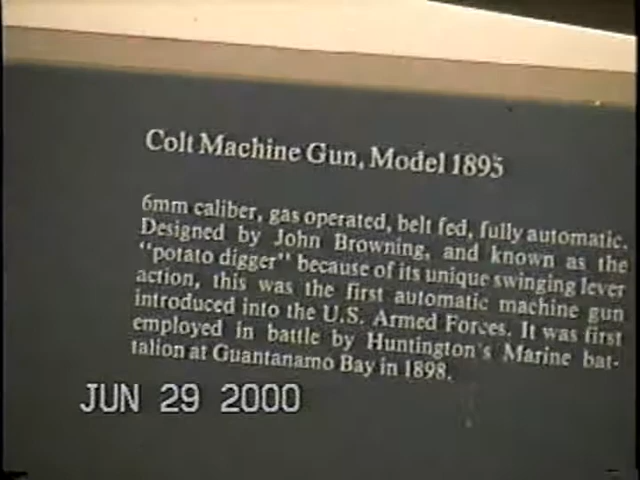 Colt Machine Gun, Model 1895
6mm caliber, gas operated, belt fed, fully automatic.
Designed by John Browning, and known as the
"potato digger" because of its unique swinging lever
action, this was the first automatic machine gun
introduced into the U.S. Armed Forces. It was first
employed in battle by Huntington's Marine bat-
talion at Guantanamo Bay in 1898.
JUN 29 2000